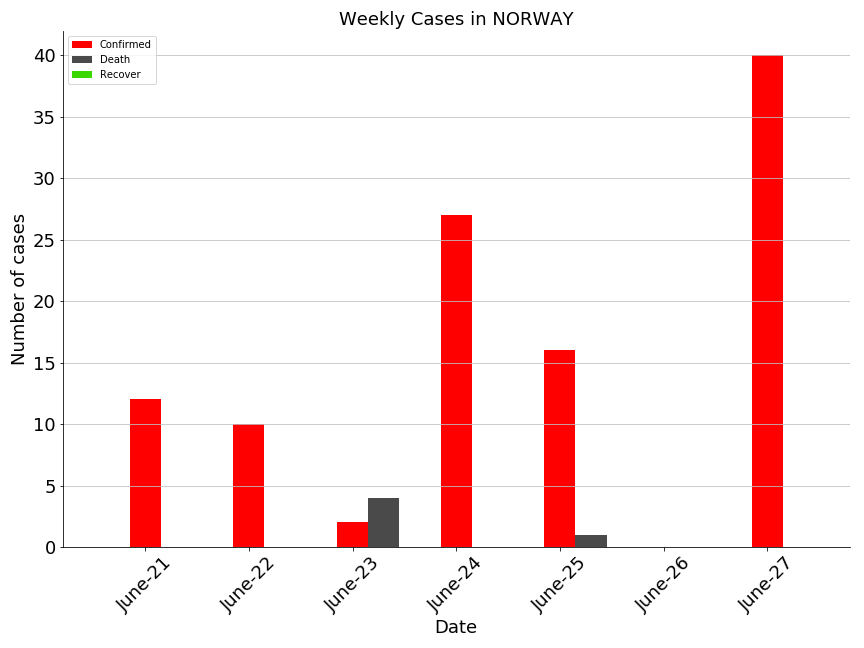 Weekly Cases in NORWAY
Confirmed
Death
Recover
Number of cases
40
35
30
25
20
15
10
5
0
June-21
June-22
June-23
June-24
June-25
June-26
June-27
Date